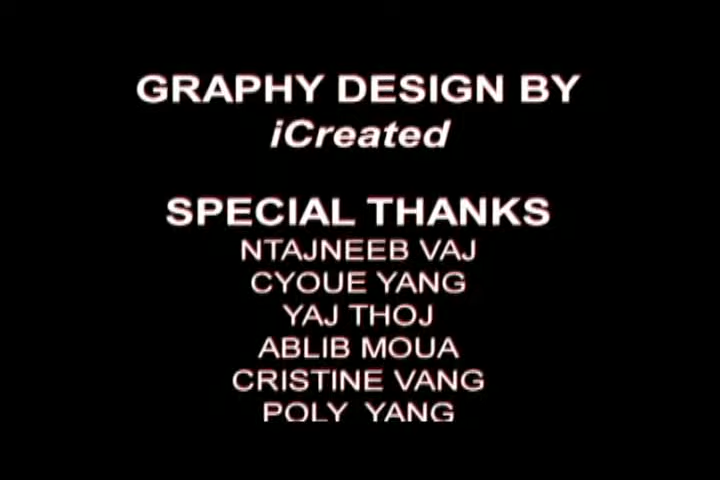 GRAPHY DESIGN BY
iCreated
SPECIAL THANKS
NTAJNEEB VAJ
CYOUE YANG
YAJ THOJ
ABLIB MOUA
CRISTINE VANG
POLY YANG